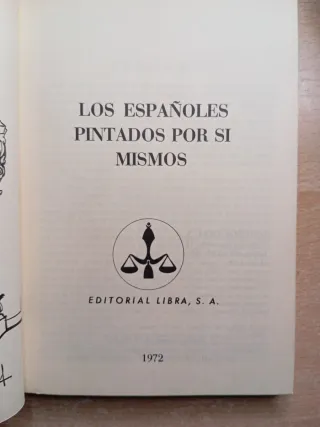 LOS ESPAÑOLES
PINTADOS POR SI
MISMOS
EDITORIAL LIBRA, S. A.
1972